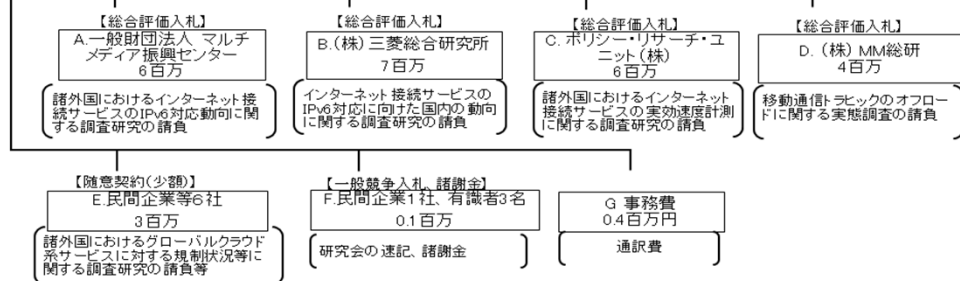 【総合評価入札】
A.一般財団法人 マルチ
メディア振興センター
6百万
諸外国におけるインターネット接
続サービスのIPv6対応動向に関
する調査研究の請負
【総合評価入札】
B.(株)三菱総合研究所
7百万
インターネット接続サービスの
IPv6対応に向けた国内の動向
に関する調査研究の請負
【総合評価入札】
C. ポリシー・リサーチ・ユ
ニット(株)
6百万
諸外国におけるインターネット
接続サービスの実効速度計測
に関する調査研究の請負
【総合評価入札】
D. (株)MM総研
4百万
移動通信トラヒックのオフロー
ドに関する実態調査の請負
【随意契約(少額)】
E.民間企業等6社
3百万
諸外国におけるグローバルクラウド
系サービスに対する規制状況等に
関する調査研究の請負等
【一般競争入札、諸謝金】
F.民間企業1社、有識者3名
0.1百万
研究会の速記、諸謝金
G 事務費
0.4百万円
通訳費